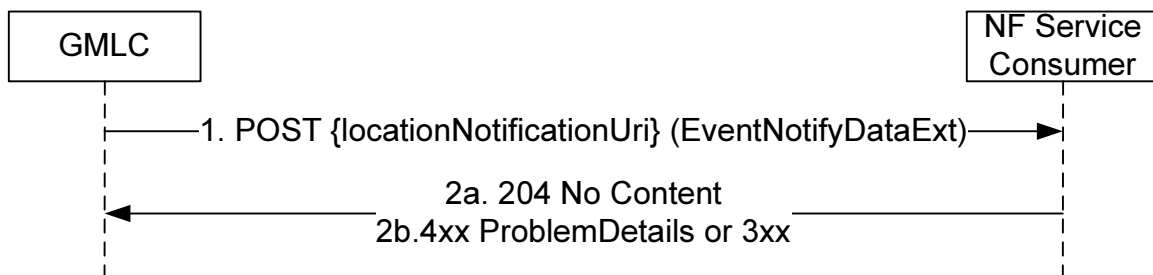 GMLC
NF Service
Consumer
1. POST {locationNotificationUri} (EventNotifyDataExt)
2a. 204 No Content
2b.4xx ProblemDetails or 3xx